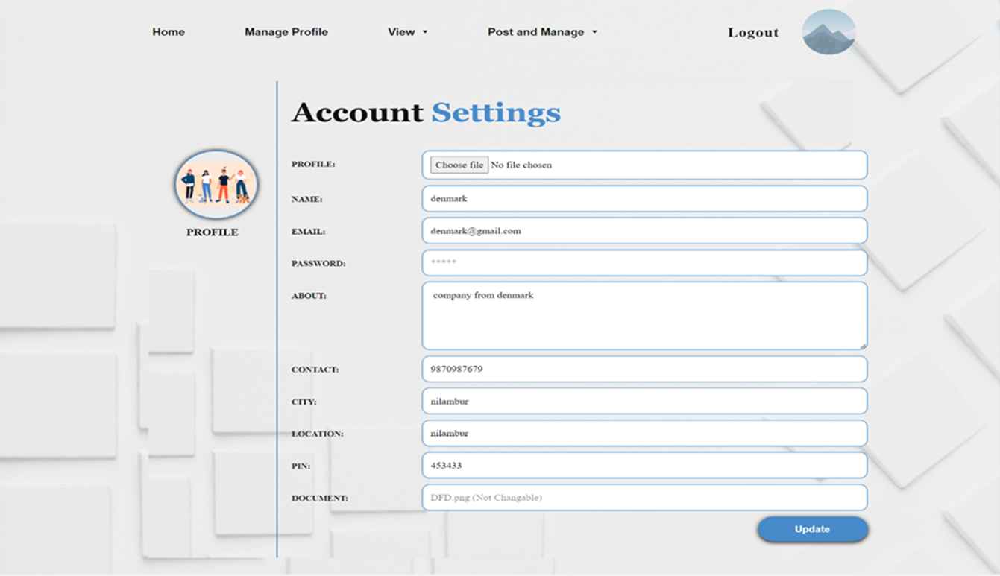 Home Manage Profile View Post and Manage Logout
Account Settings
PROFILE: Choose file No file chosen
NAME: denmark
PROFILE
EMAIL: denmark@gmail.com
PASSWORD: *****
ABOUT: company from denmark
CONTACT: 9870987679
CITY: nilambur
LOCATION: nilambur
PIN: 453433
DOCUMENT: DFD.png (Not Changable)
Update